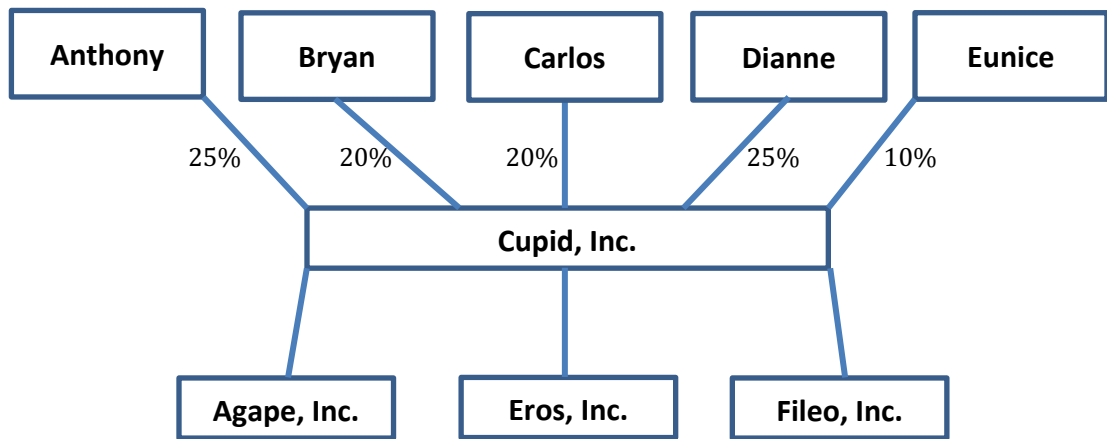 Anthony
Bryan
Carlos
Dianne
Eunice
25%
20%
20%
25%
10%
Cupid, Inc.
Agape, Inc.
Eros, Inc.
Fileo, Inc.